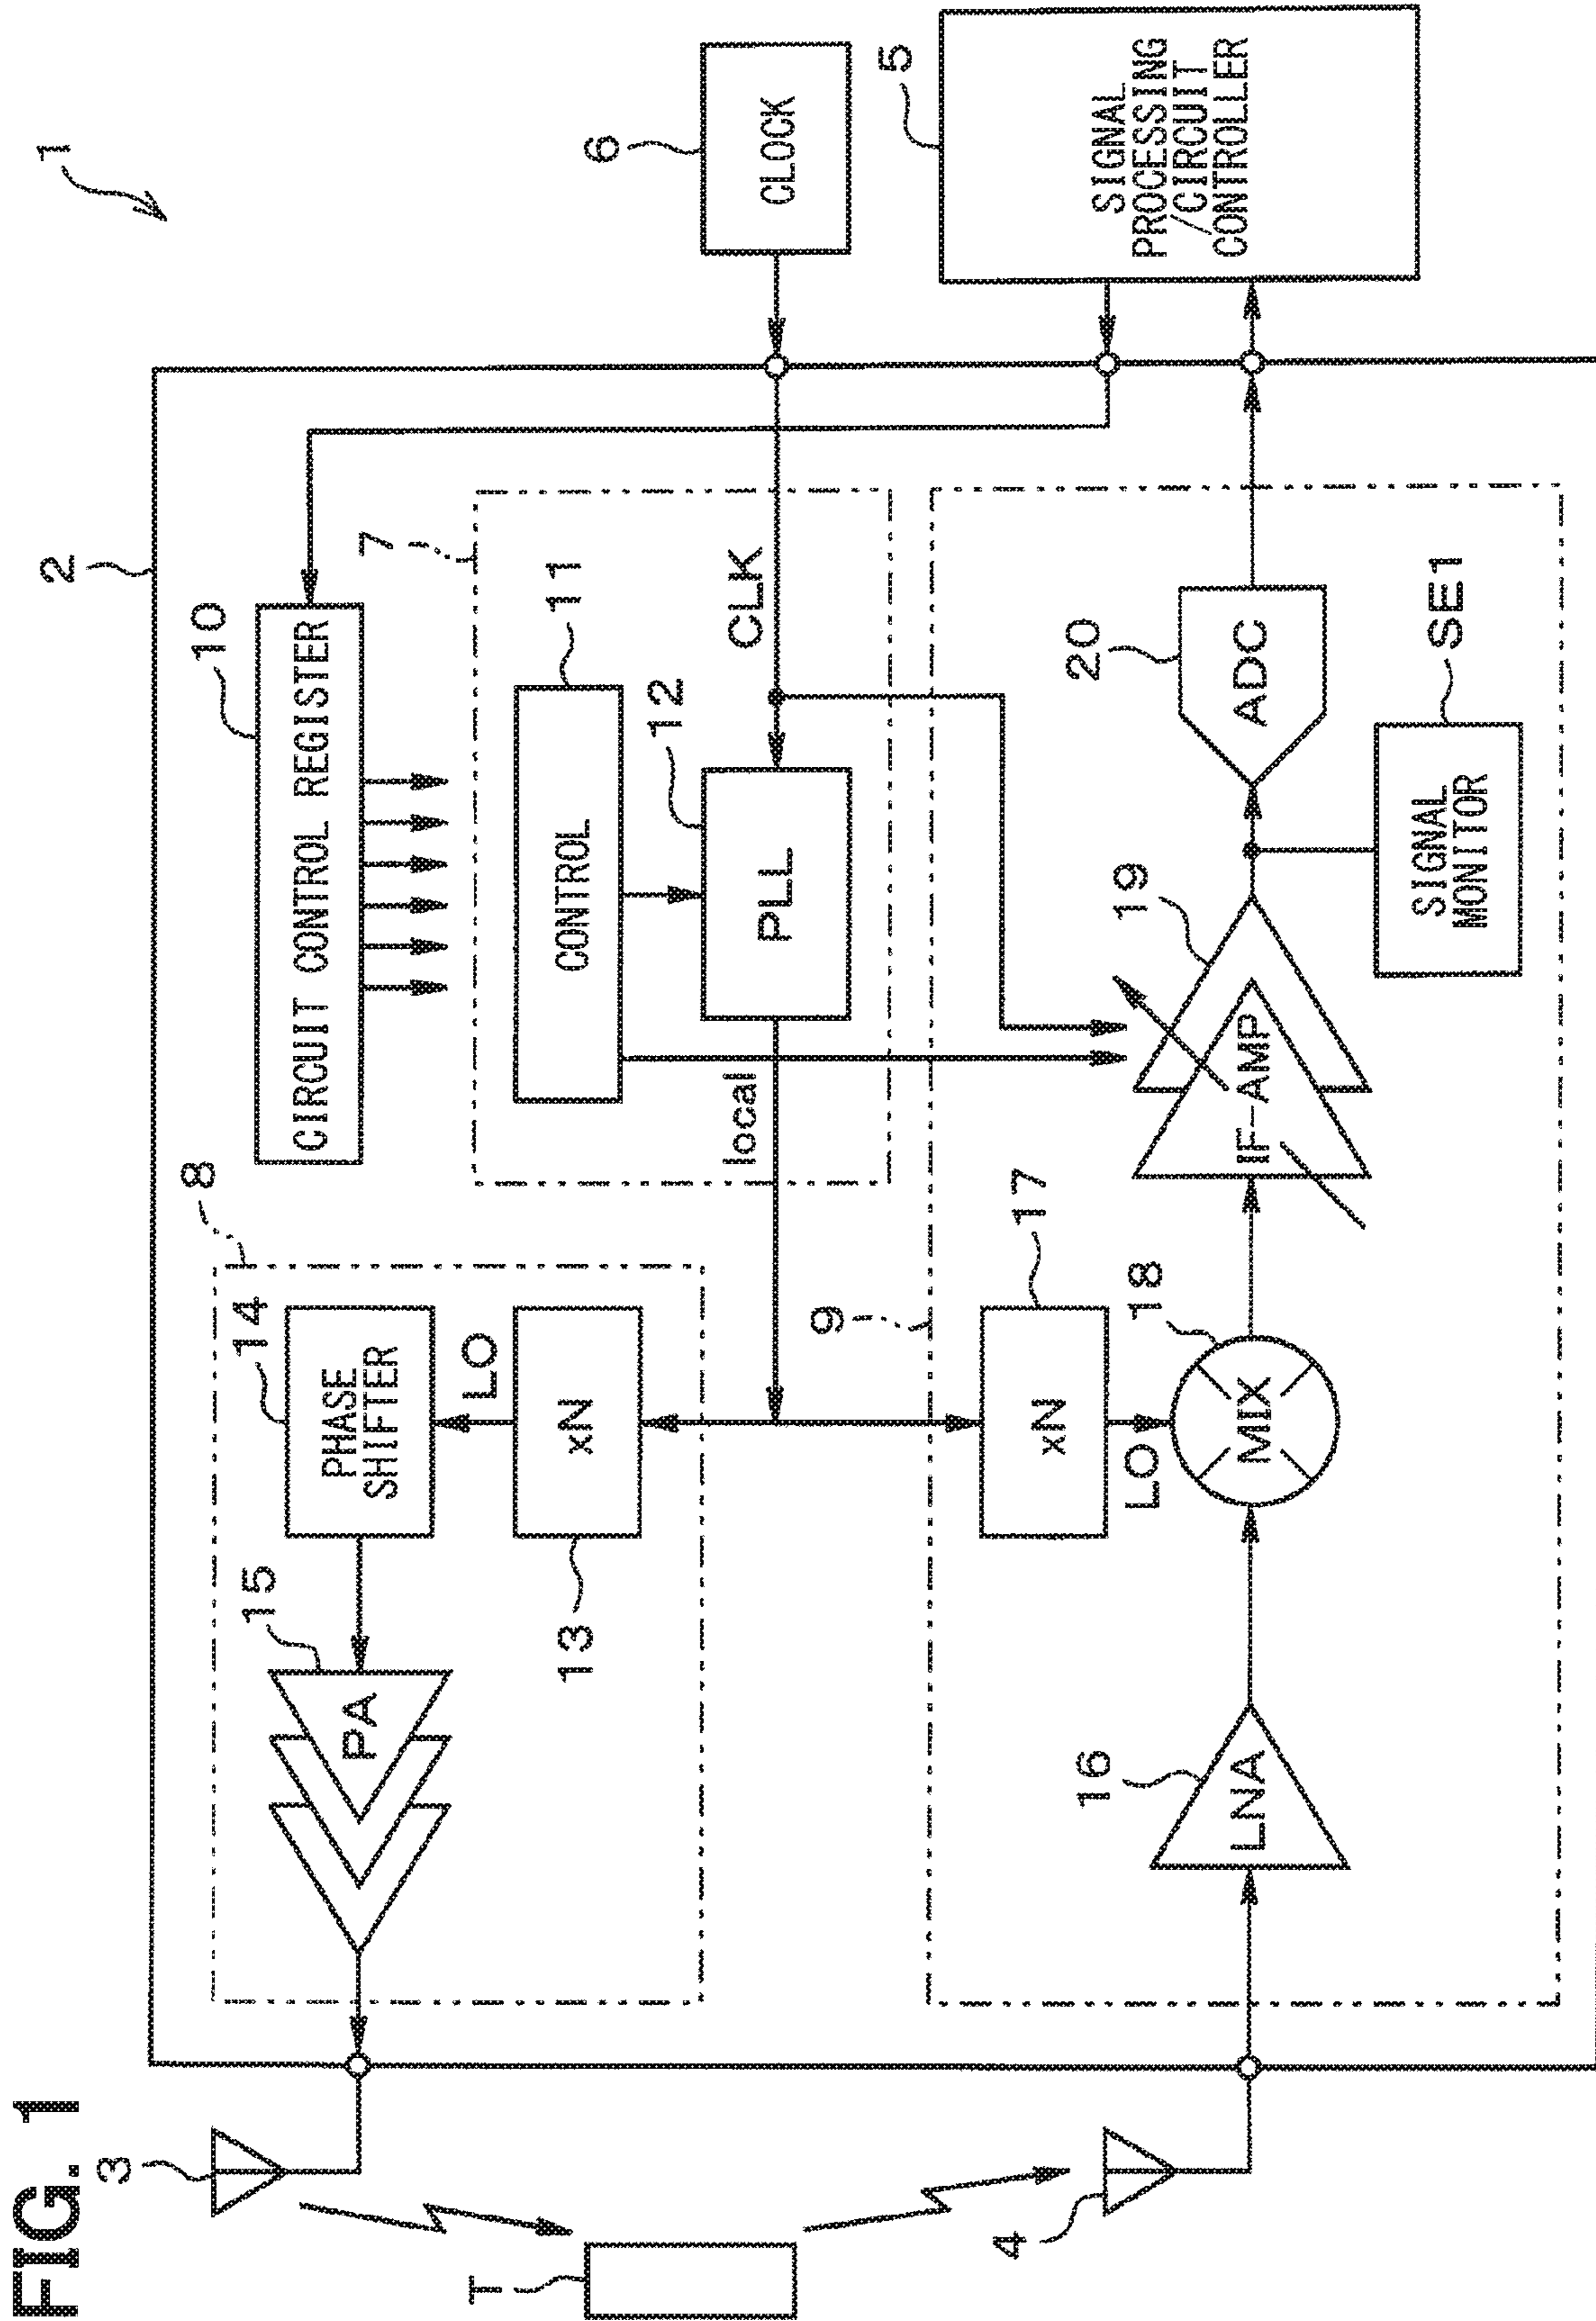 FIG. 1
1
2
3
T
4
8
15
PA
14
PHASE
SHIFTER
LO
xN
13
10
CIRCUIT CONTROL REGISTER
7
11
CONTROL
12
PLL
CLK
local
6
CLOCK
5
SIGNAL
PROCESSING
/CIRCUIT
CONTROLLER
9
16
LNA
17
xN
LO
18
MIX
19
IF-AMP
20
ADC
SE1
SIGNAL
MONITOR